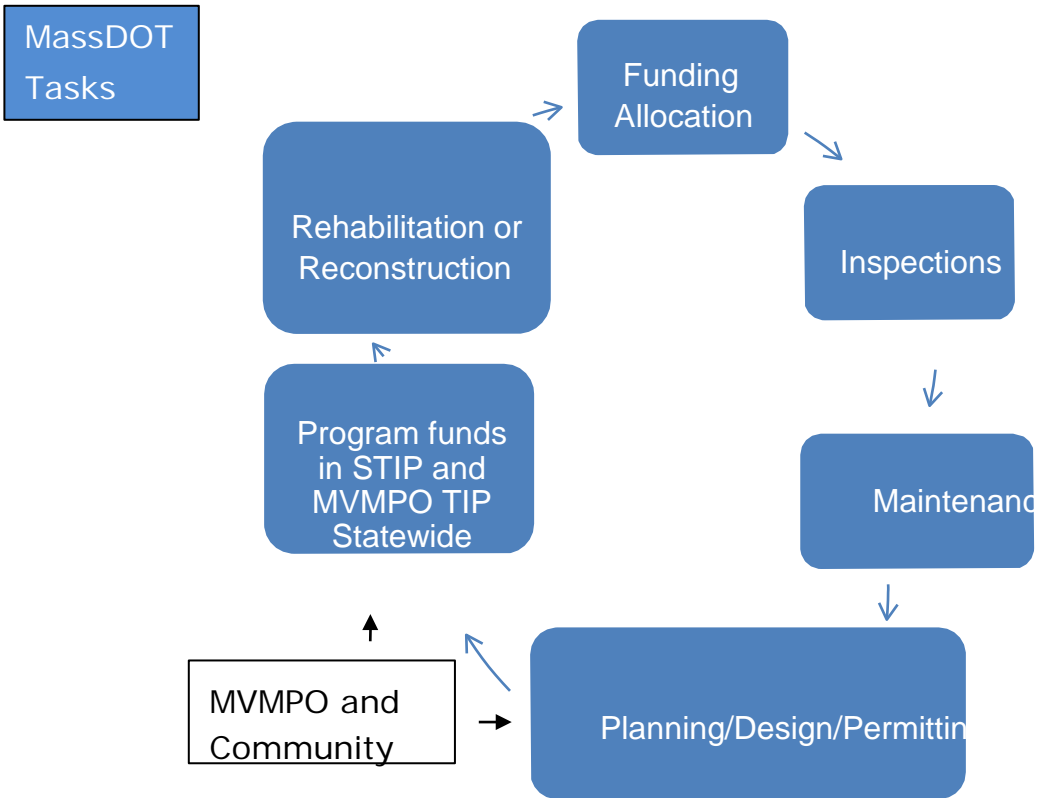 MassDOT
Tasks
Funding
Allocation
Rehabilitation or
Reconstruction
Inspections
Program funds
in STIP and
MVMPO TIP
Statewide
Maintenanc
MVMPO and
Community
Planning/Design/Permittin